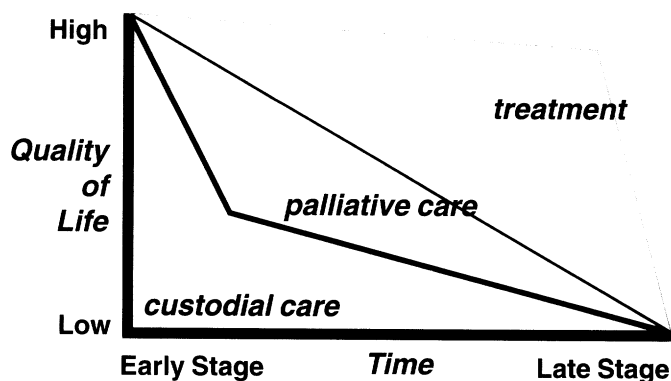 High
treatment
Quality
of
Life
palliative care
custodial care
Low
Early Stage
Time
Late Stage